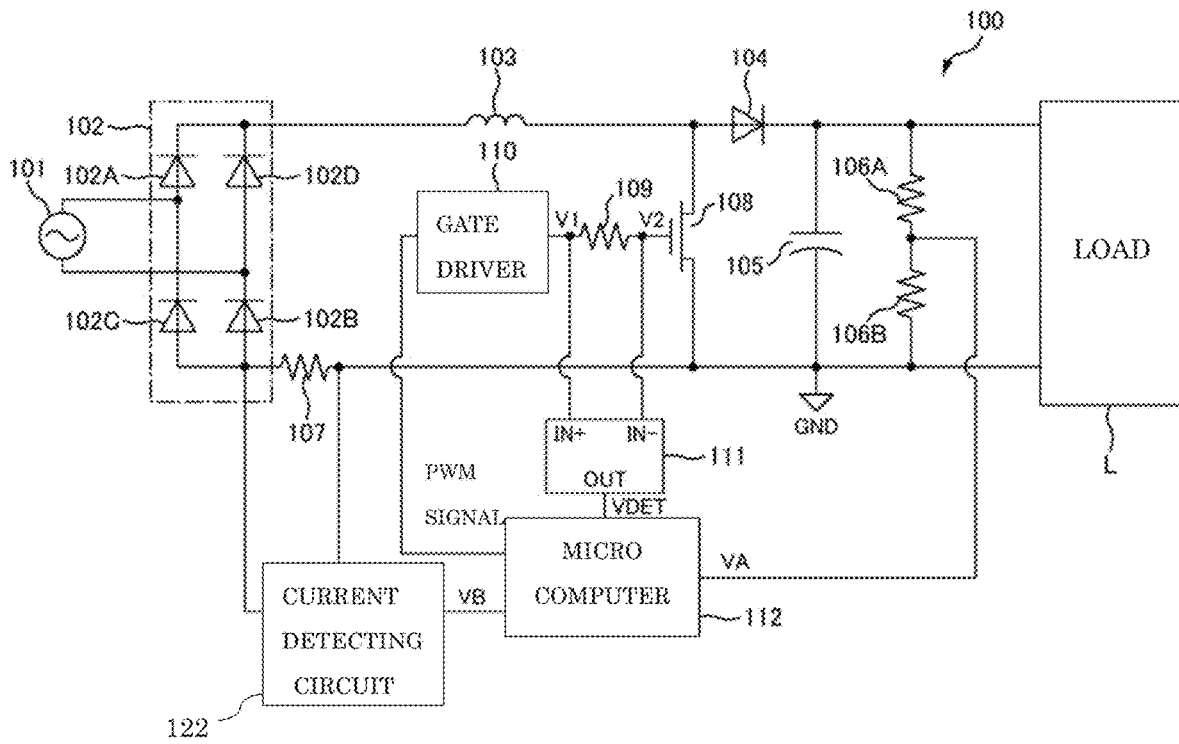 100
103
104
102
110
106A
101
102A
102D
109
108
V1
V2
GATE
DRIVER
105
LOAD
102C
102B
106B
107
GND
IN+
IN-
111
L
OUT
PWM
SIGNAL
VDET
MICRO
COMPUTER
VA
CURRENT
DETECTING
CIRCUIT
VB
112
122